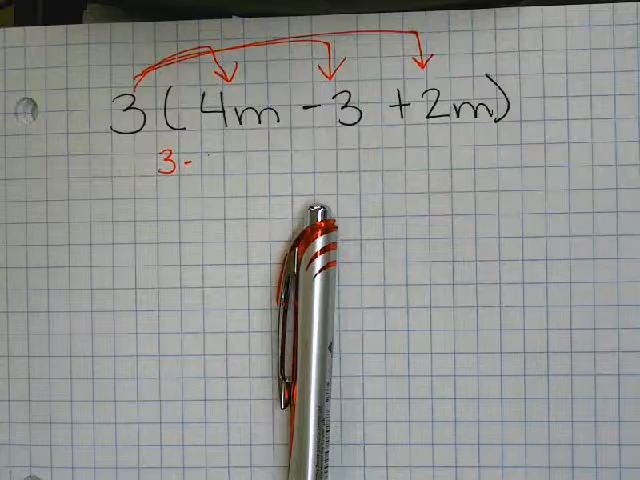 3(4m - 3 + 2m)
3 -